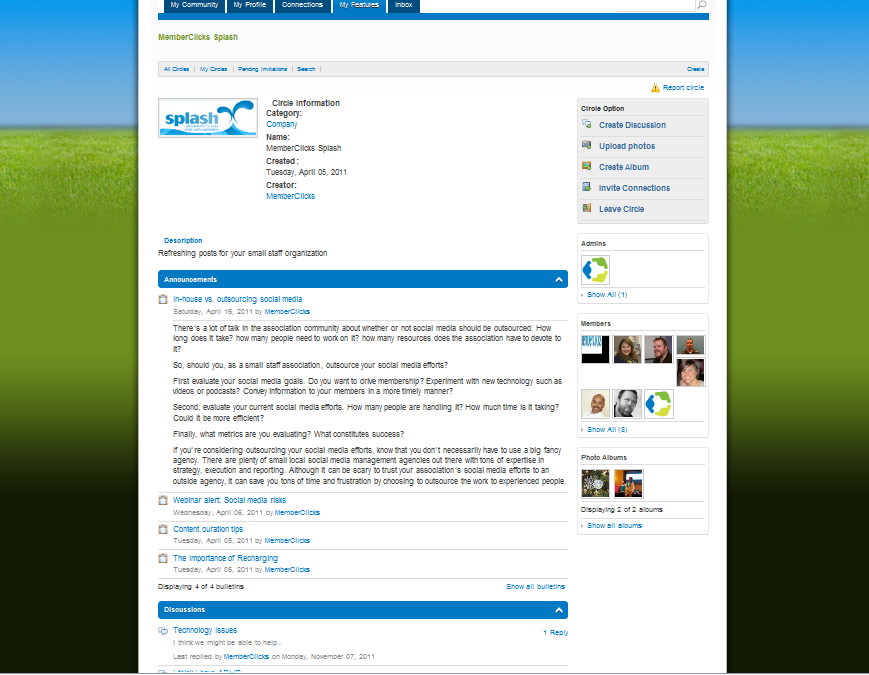 My Community My Profile Connections My Features Inbox
MemberClicks Splash
All Circles | My Circles | Pending Invitations | Search |
Create
Report circle
splash
Circle Information
Category:
Company
Name:
MemberClicks Splash
Created :
Tuesday, April 05, 2011
Creator:
MemberClicks
Circle Option
Create Discussion
Upload photos
Create Album
Invite Connections
Leave Circle
Description
Refreshing posts for your small staff organization
Announcements
In-house vs. outsourcing social media
Saturday, April 16, 2011 by MemberClicks
There's a lot of talk in the association community about whether or not social media should be outsourced. How
long does it take? how many people need to work on it? how many resources does the association have to devote to
it?
So, should you, as a small staff association, outsource your social media efforts?
First evaluate your social media goals. Do you want to drive membership? Experiment with new technology such as
videos or podcasts? Convey information to your members in a more timely manner?
Second, evaluate your current social media efforts. How many people are handling it? How much time is it taking?
Could it be more efficient?
Finally, what metrics are you evaluating? What constitutes success?
If you're considering outsourcing your social media efforts, know that you don't necessarily have to use a big fancy
agency. There are plenty of small local social media management agencies out there with tons of expertise in
strategy, execution and reporting. Although it can be scary to trust your association's social media efforts to an
outside agency, it can save you tons of time and frustration by choosing to outsource the work to experienced people.
Webinar alert: Social media risks
Wednesday, April 06, 2011 by MemberClicks
Content curation tips
Tuesday, April 05, 2011 by MemberClicks
The Importance of Recharging
Tuesday, April 05, 2011 by MemberClicks
Displaying 4 of 4 bulletins
Show all bulletins
Discussions
Technology Issues
1 Reply
I think we might be able to help...
Last replied by MemberClicks on Monday, November 07, 2011
Admins
Show All (1)
Members
Show All (8)
Photo Albums
Displaying 2 of 2 albums
Show all albums